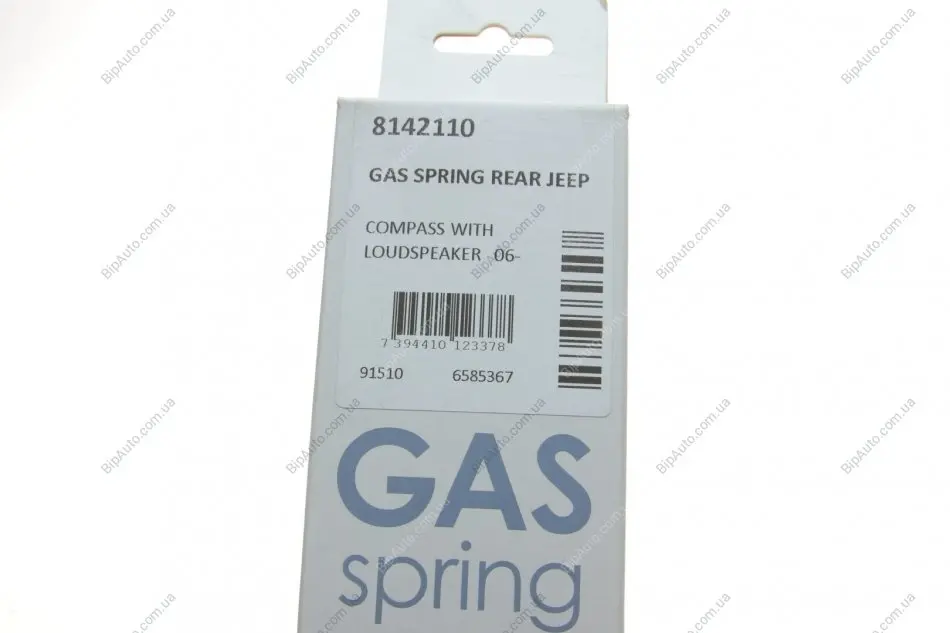 8142110
GAS SPRING REAR JEEP
COMPASS WITH
LOUDSPEAKER 06-
7 394410 123378
91510 6585367
GAS
spring
BipAuto.com.ua